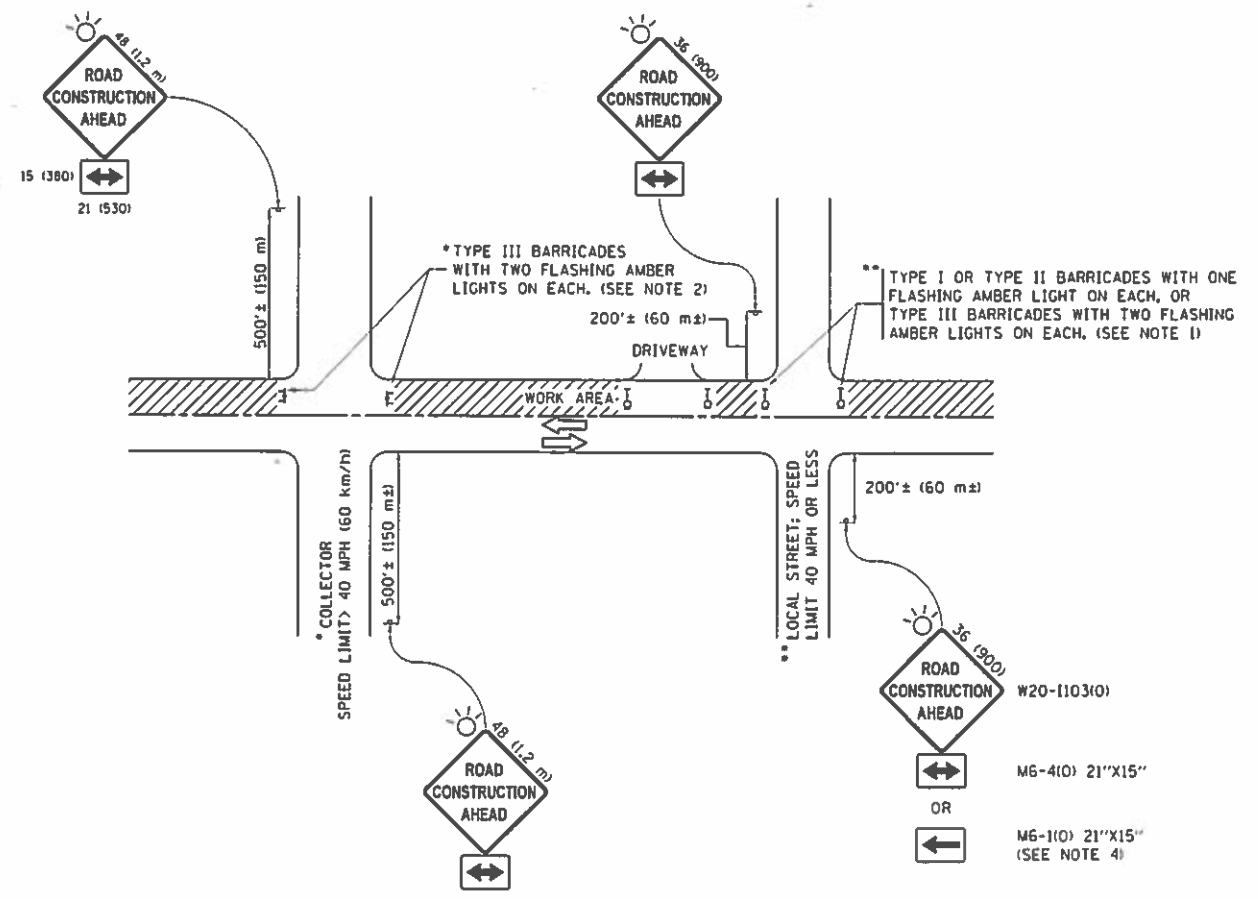 48 (1.2 m)
ROAD
CONSTRUCTION
AHEAD
15 (380)
21 (530)
36 (900)
ROAD
CONSTRUCTION
AHEAD
500'± (150 m)
*TYPE III BARRICADES
WITH TWO FLASHING AMBER
LIGHTS ON EACH. (SEE NOTE 2)
200'± (60 m±)
DRIVEWAY
** TYPE I OR TYPE II BARRICADES WITH ONE
FLASHING AMBER LIGHT ON EACH, OR
TYPE III BARRICADES WITH TWO FLASHING
AMBER LIGHTS ON EACH. (SEE NOTE 1)
WORK AREA
* COLLECTOR
SPEED LIMIT> 40 MPH (60 km/h)
500'± (150 m±)
** LOCAL STREET; SPEED
LIMIT 40 MPH OR LESS
200'± (60 m±)
48 (1.2 m)
ROAD
CONSTRUCTION
AHEAD
36 (900)
ROAD
CONSTRUCTION
AHEAD
W20-I103(0)
M6-4(0) 21"X15"
OR
M6-1(0) 21"X15"
(SEE NOTE 4)